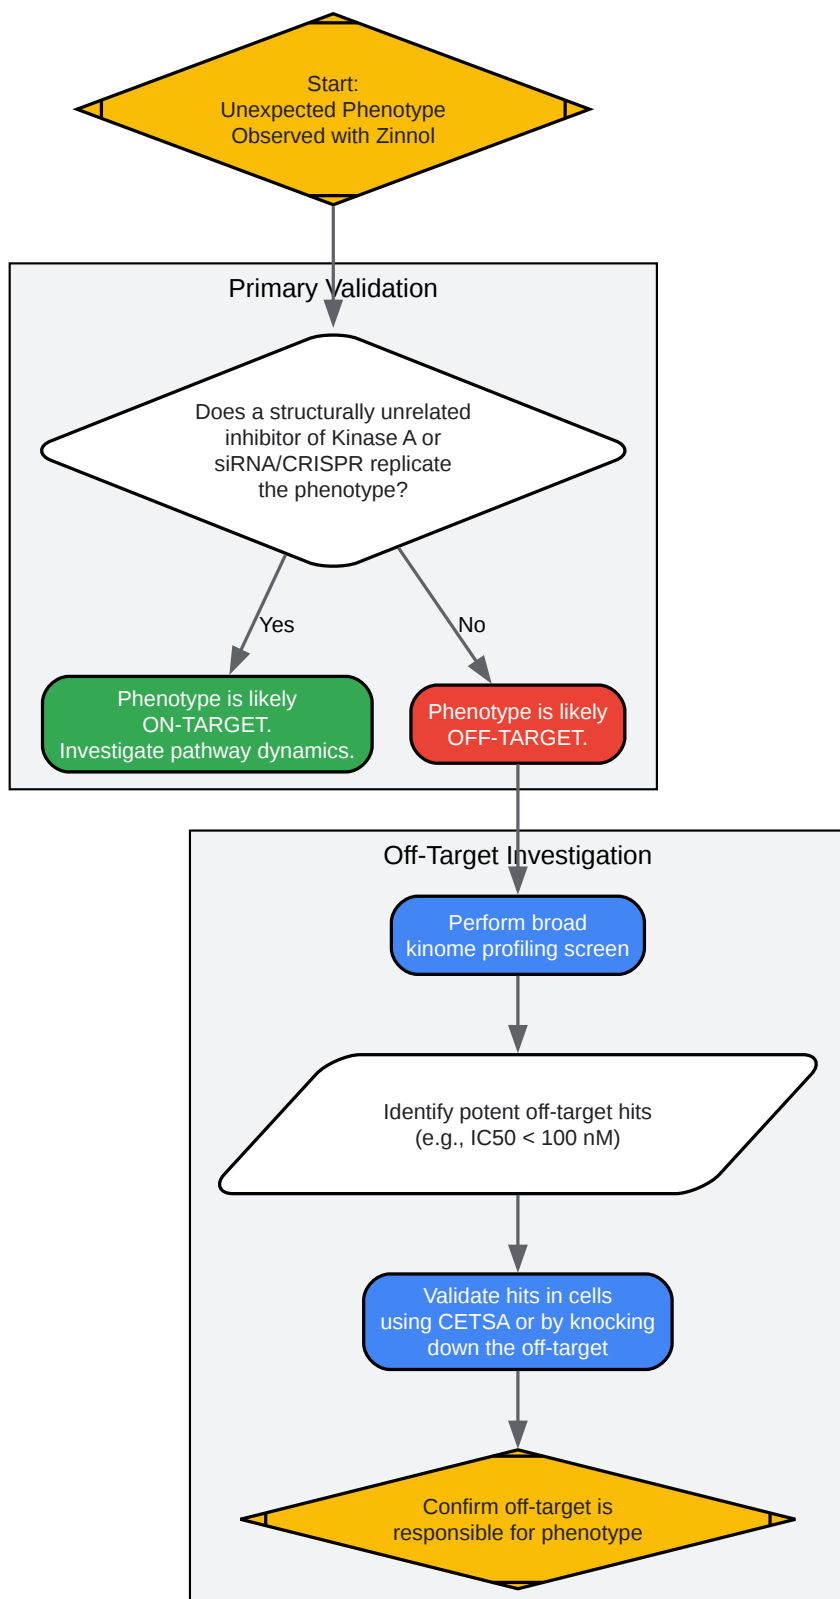 Start:
Unexpected Phenotype
Observed with Zinnol
Primary Validation
Does a structurally unrelated
inhibitor of Kinase A or
siRNA/CRISPR replicate
the phenotype?
Yes
No
Phenotype is likely
ON-TARGET.
Investigate pathway dynamics.
Phenotype is likely
OFF-TARGET.
Off-Target Investigation
Perform broad
kinome profiling screen
Identify potent off-target hits
(e.g., IC50 < 100 nM)
Validate hits in cells
using CETSA or by knocking
down the off-target
Confirm off-target is
responsible for phenotype